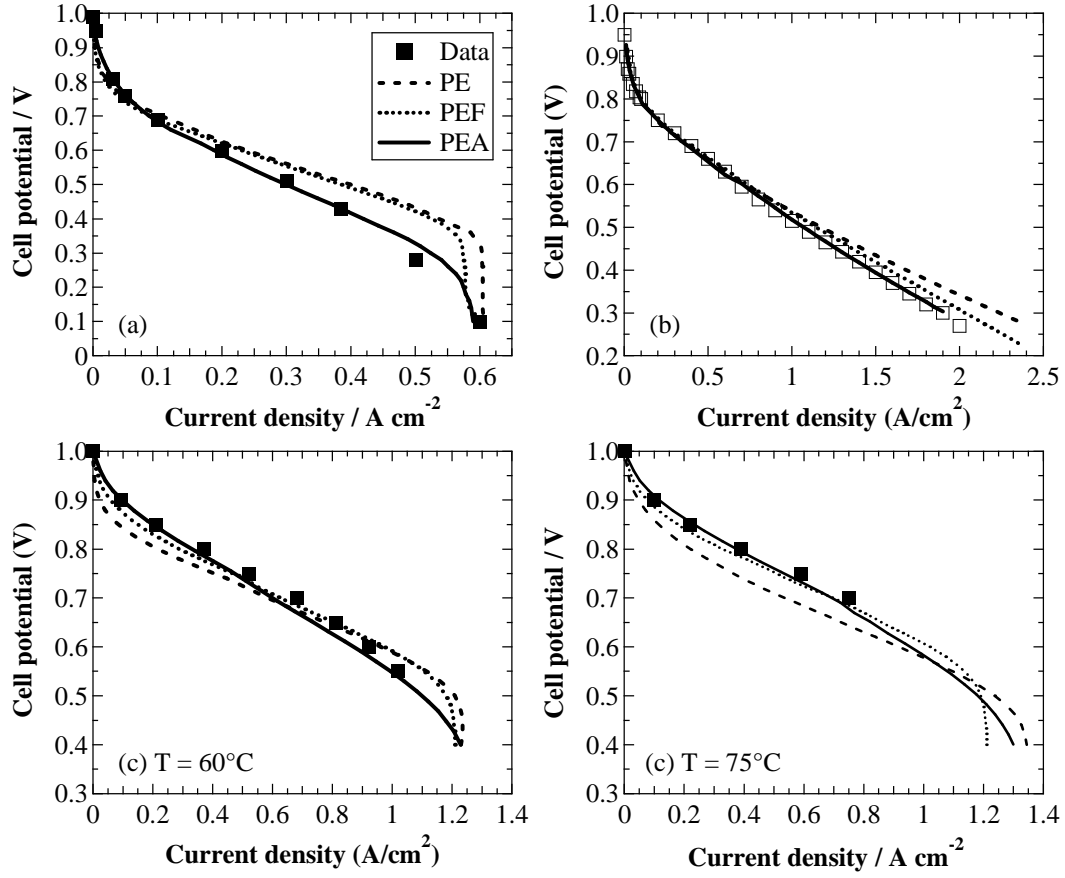 1.0
0.9
0.8
0.7
0.6
0.5
0.4
0.3
0.2
0.1
0
Cell potential / V
Data
PE
PEF
PEA
(a)
0 0.1 0.2 0.3 0.4 0.5 0.6
Current density / A cm-2
1.0
0.9
0.8
0.7
0.6
0.5
0.4
0.3
0.2
Cell potential (V)
(b)
0 0.5 1 1.5 2 2.5
Current density (A/cm2)
1.0
0.9
0.8
0.7
0.6
0.5
0.4
0.3
Cell potential (V)
(c) T = 60°C
0 0.2 0.4 0.6 0.8 1 1.2 1.4
Current density (A/cm2)
1.0
0.9
0.8
0.7
0.6
0.5
0.4
0.3
Cell potential / V
(c) T = 75°C
0 0.2 0.4 0.6 0.8 1 1.2 1.4
Current density / A cm-2